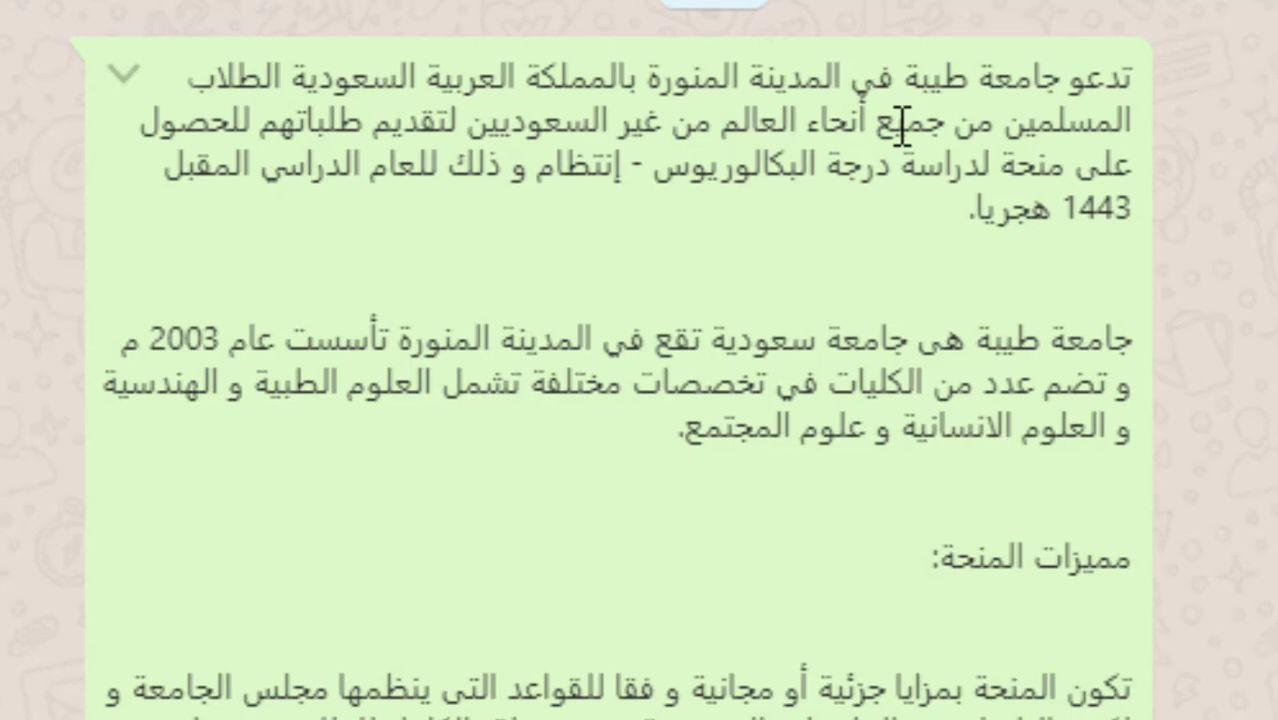 تدعو جامعة طيبة في المدينة المنورة بالمملكة العربية السعودية الطلاب
المسلمين من جميع أنحاء العالم من غير السعوديين لتقديم طلباتهم للحصول
على منحة لدراسة درجة البكالوريوس - إنتظام و ذلك للعام الدراسي المقبل
1443 هجريا.
جامعة طيبة هى جامعة سعودية تقع في المدينة المنورة تأسست عام 2003 م
و تضم عدد من الكليات في تخصصات مختلفة تشمل العلوم الطبية و الهندسية
و العلوم الانسانية و علوم المجتمع.
مميزات المنحة:
تكون المنحة بمزايا جزئية أو مجانية و فقا للقواعد التى ينظمها مجلس الجامعة و